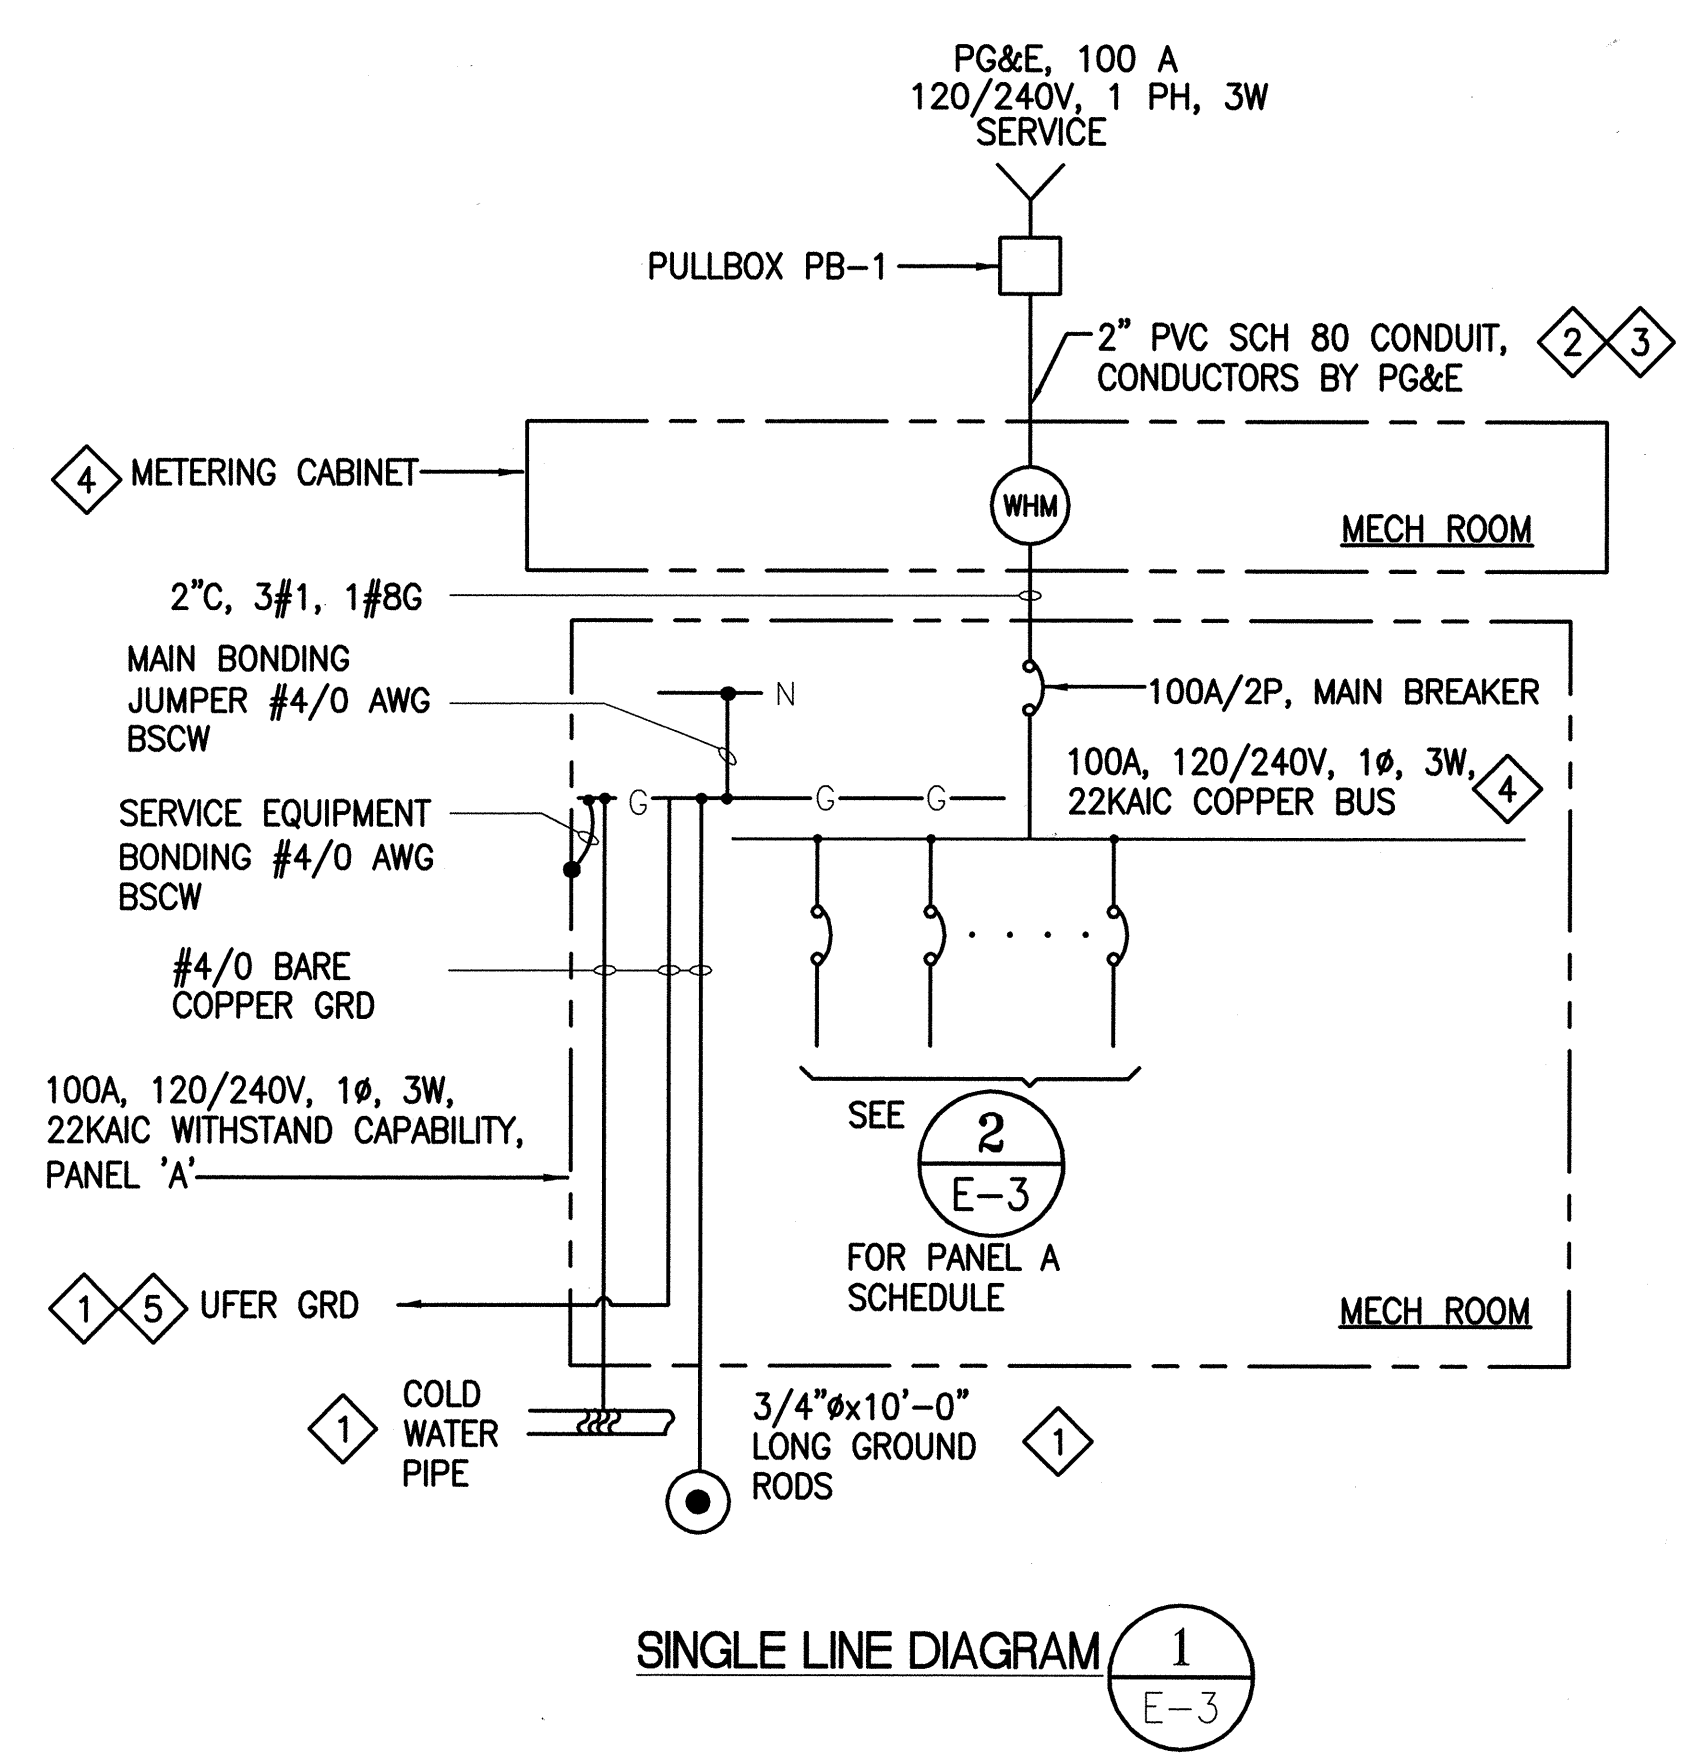 PG&E, 100 A
120/240V, 1 PH, 3W
SERVICE
PULLBOX PB-1
2" PVC SCH 80 CONDUIT,
CONDUCTORS BY PG&E
2
3
4
METERING CABINET
WHM
MECH ROOM
2"C, 3#1, 1#8G
MAIN BONDING
JUMPER #4/0 AWG
BSCW
N
100A/2P, MAIN BREAKER
100A, 120/240V, 1ø, 3W,
22KAIC COPPER BUS
4
SERVICE EQUIPMENT
BONDING #4/0 AWG
BSCW
G
G
G
#4/0 BARE
COPPER GRD
100A, 120/240V, 1ø, 3W,
22KAIC WITHSTAND CAPABILITY,
PANEL 'A'
SEE
2
E-3
FOR PANEL A
SCHEDULE
1
5
UFER GRD
MECH ROOM
1
COLD
WATER
PIPE
3/4"øx10'-0"
LONG GROUND
RODS
1
SINGLE LINE DIAGRAM
1
E-3